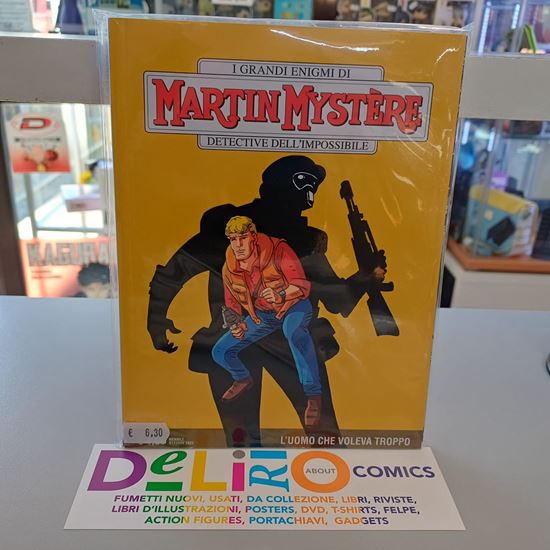 I GRANDI ENIGMI DI
MARTIN MYSTÈRE
DETECTIVE DELL'IMPOSSIBILE
KAGURA
€ 6,30
L'UOMO CHE VOLEVA TROPPO
DELIRIO ABOUT COMICS
FUMETTI NUOVI, USATI, DA COLLEZIONE, LIBRI, RIVISTE,
LIBRI D'ILLUSTRAZIONI, POSTERS, DVD, T-SHIRTS, FELPE,
ACTION FIGURES, PORTACHIAVI, GADGETS